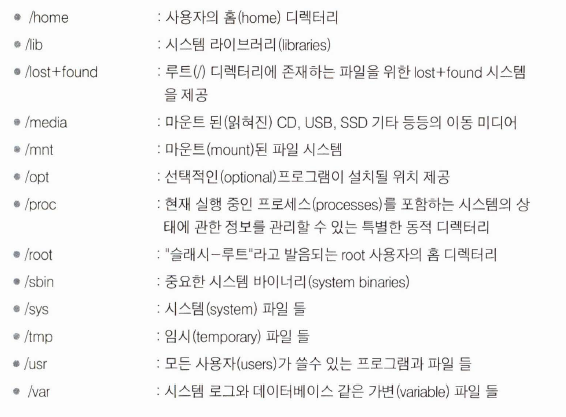 • /home : 사용자의 홈(home) 디렉터리
• /lib : 시스템 라이브러리(libraries)
• /lost+found : 루트(/) 디렉터리에 존재하는 파일을 위한 lost+found 시스템
을 제공
• /media : 마운트 된(읽혀진) CD, USB, SSD 기타 등등의 이동 미디어
• /mnt : 마운트(mount)된 파일 시스템
• /opt : 선택적인(optional)프로그램이 설치될 위치 제공
• /proc : 현재 실행 중인 프로세스(processes)를 포함하는 시스템의 상
태에 관한 정보를 관리할 수 있는 특별한 동적 디렉터리
• /root : "슬래시-루트"라고 발음되는 root 사용자의 홈 디렉터리
• /sbin : 중요한 시스템 바이너리(system binaries)
• /sys : 시스템(system) 파일 들
• /tmp : 임시(temporary) 파일 들
• /usr : 모든 사용자(users)가 쓸수 있는 프로그램과 파일 들
• /var : 시스템 로그와 데이터베이스 같은 가변(variable) 파일 들